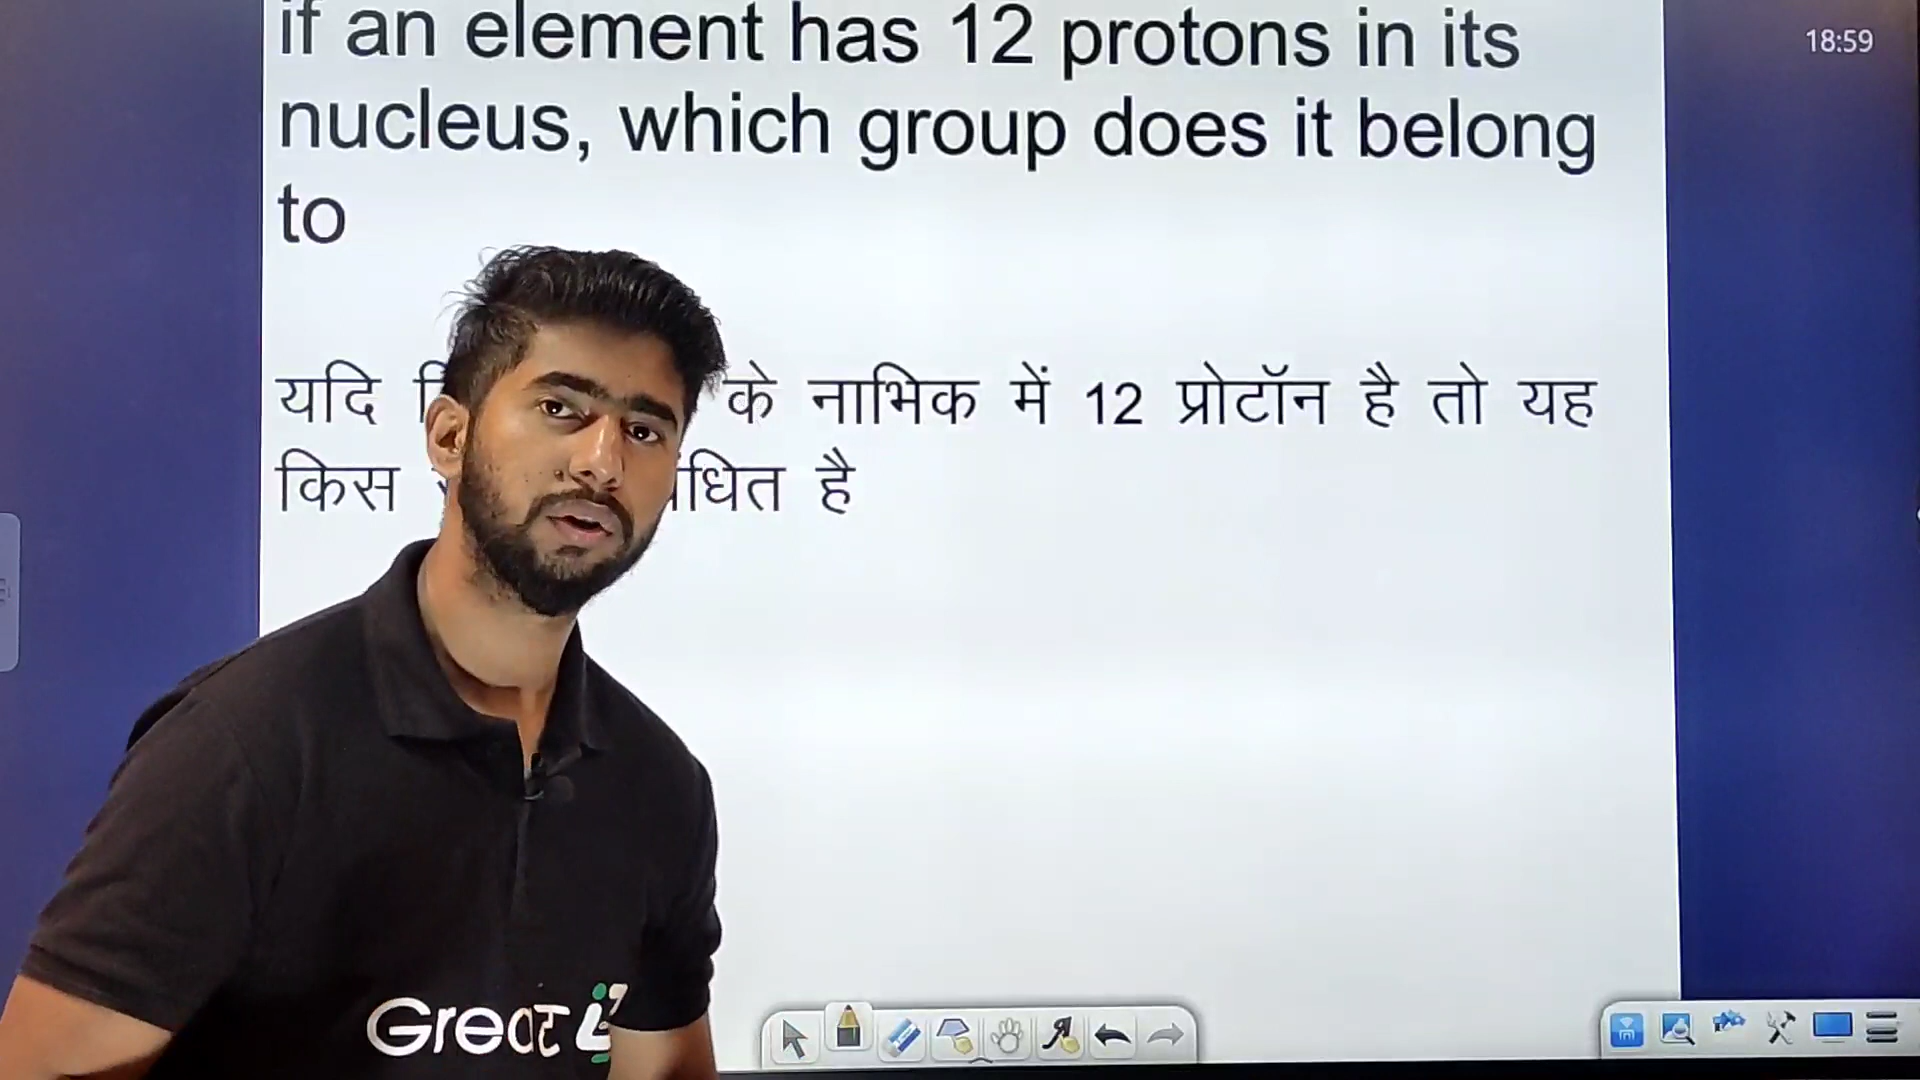 if an element has 12 protons in its
18:59
nucleus, which group does it belong
to
यदि के नाभिक में 12 प्रोटॉन है तो यह
किस है
Great